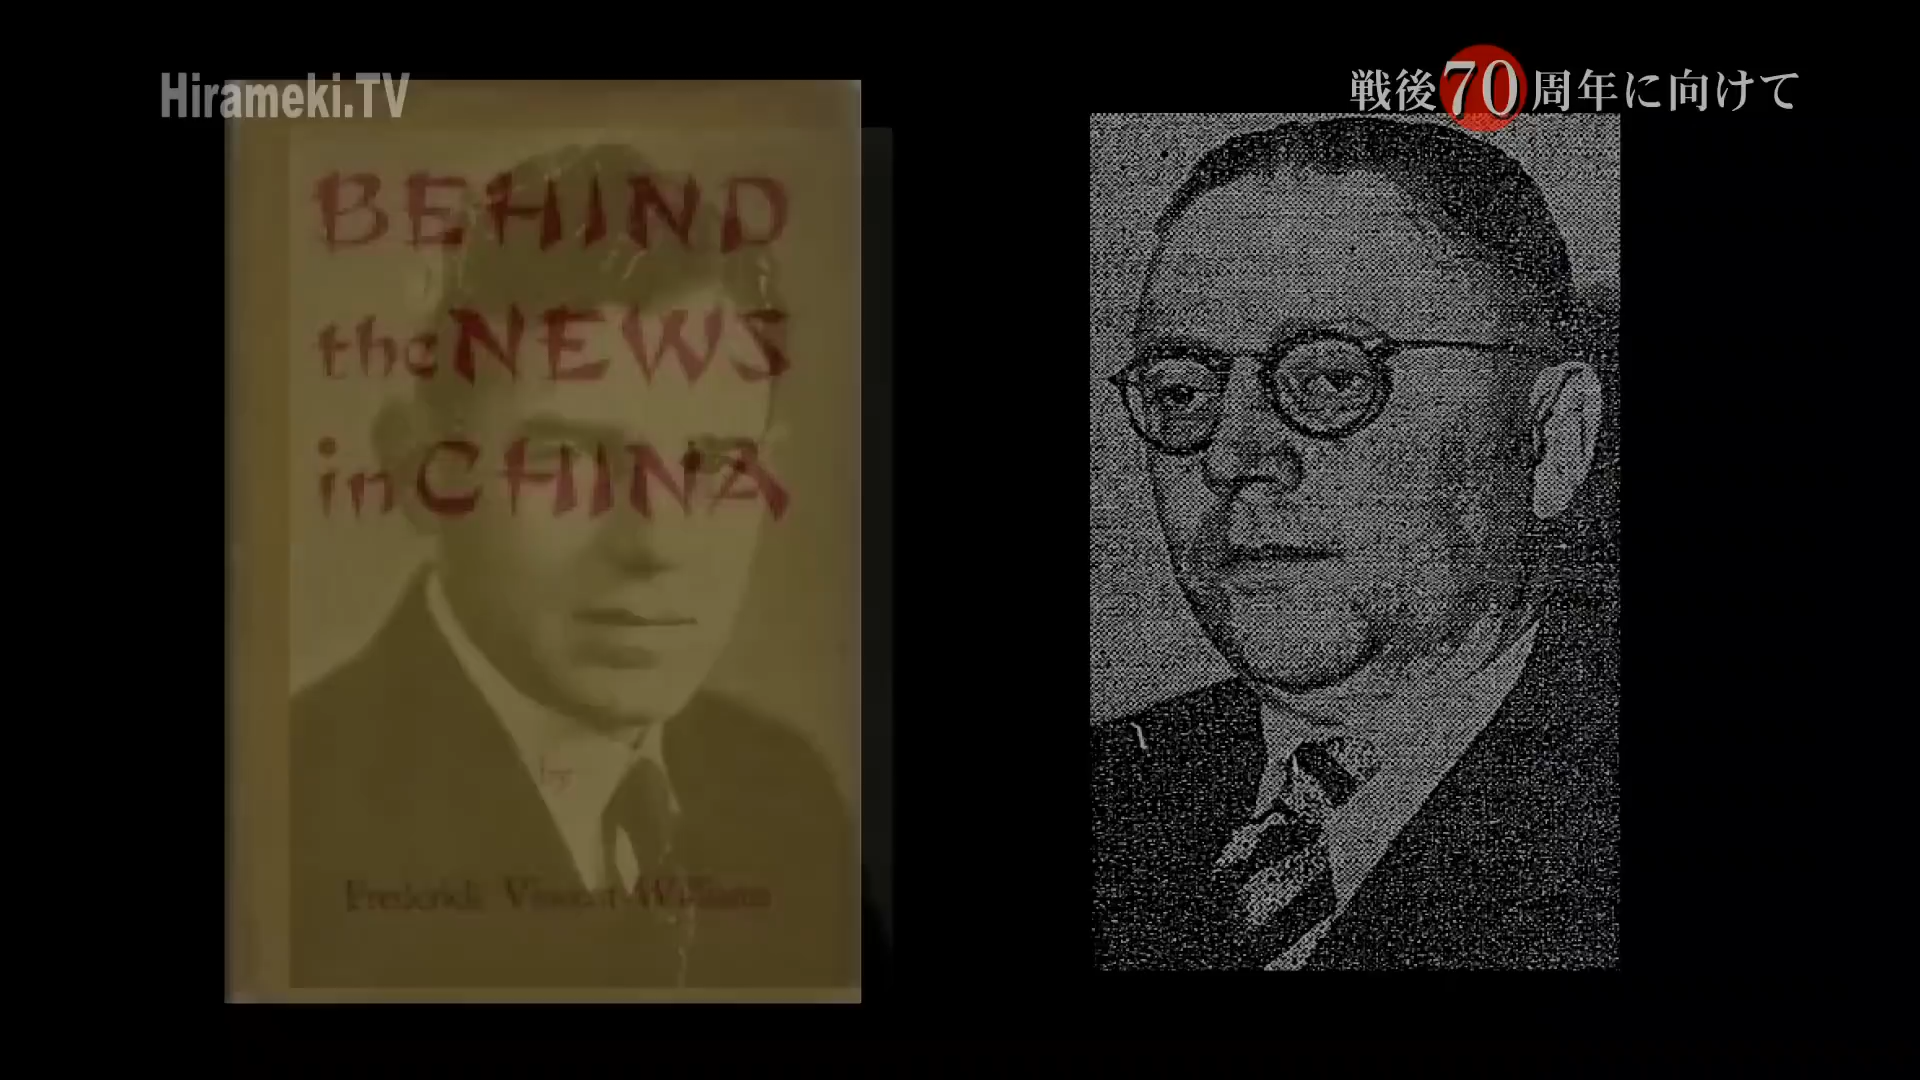 Hirameki.TV
戦後70周年に向けて
BEHIND
the NEWS
in CHINA
by
Frederick Vincent Williams